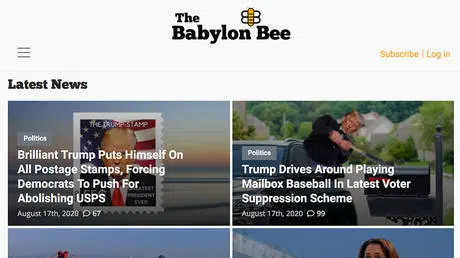 The
Babylon Bee
Subscribe | Log in
Latest News
THE TRUMP STAMP
Politics
Brilliant Trump Puts Himself On
All Postage Stamps, Forcing
Democrats To Push For
Abolishing USPS
August 17th, 2020 67
LATEST
PRESIDENT
EVER
Politics
Trump Drives Around Playing
Mailbox Baseball In Latest Voter
Suppression Scheme
August 17th, 2020 99